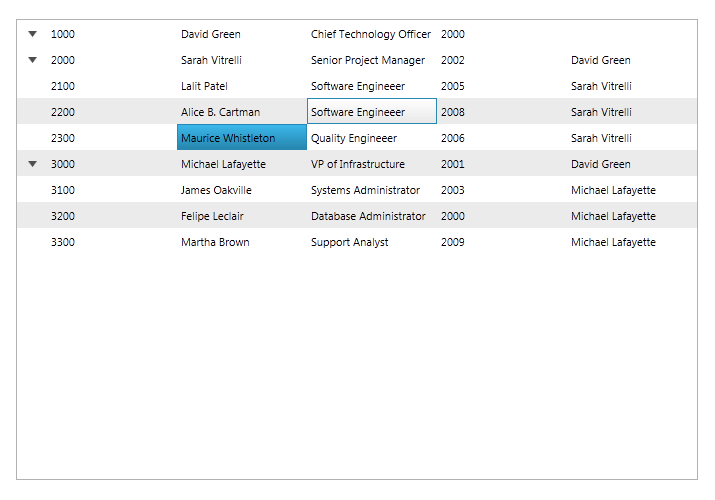 1000 David Green Chief Technology Officer 2000
2000 Sarah Vitrelli Senior Project Manager 2002 David Green
2100 Lalit Patel Software Engineeer 2005 Sarah Vitrelli
2200 Alice B. Cartman Software Engineeer 2008 Sarah Vitrelli
2300 Maurice Whistleton Quality Engineeer 2006 Sarah Vitrelli
3000 Michael Lafayette VP of Infrastructure 2001 David Green
3100 James Oakville Systems Administrator 2003 Michael Lafayette
3200 Felipe Leclair Database Administrator 2000 Michael Lafayette
3300 Martha Brown Support Analyst 2009 Michael Lafayette